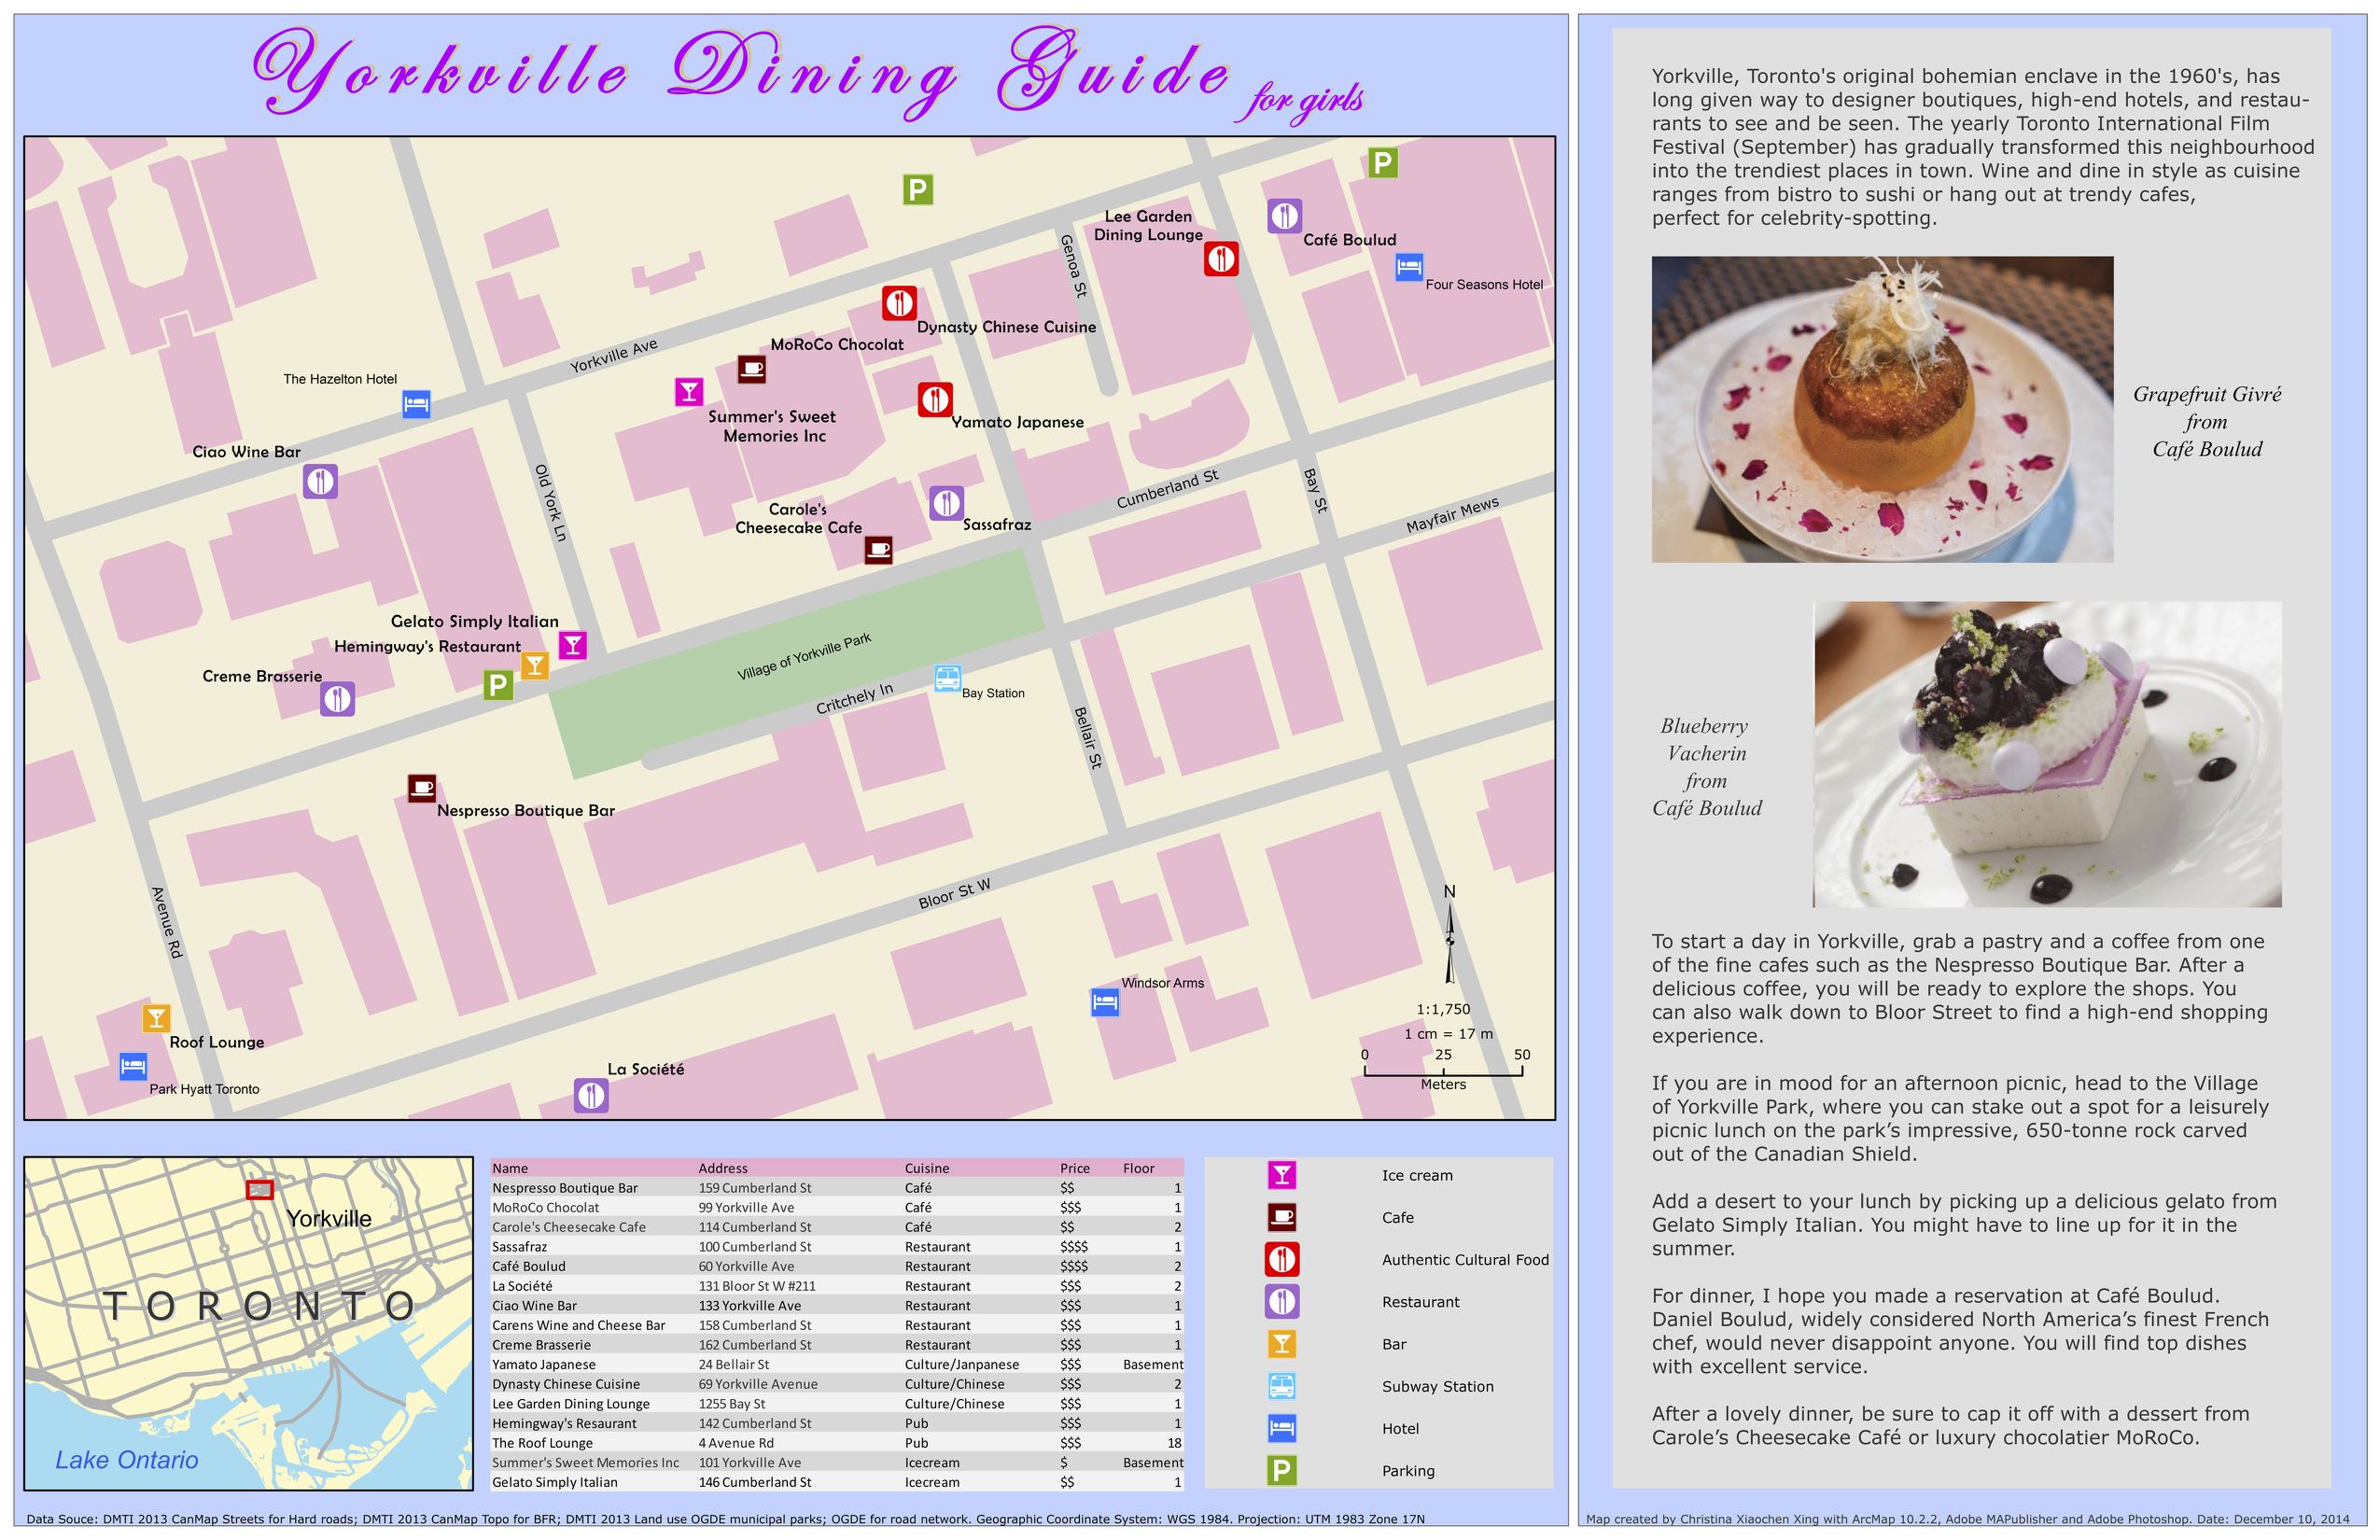 Yorkville Dining Guide for girls
P
P
Lee Garden
Dining Lounge
Café Boulud
Four Seasons Hotel
Genoa St
Dynasty Chinese Cuisine
MoRoCo Chocolat
Yorkville Ave
The Hazelton Hotel
Summer's Sweet
Memories Inc
Yamato Japanese
Ciao Wine Bar
Old York Ln
Cumberland St
Bay St
Mayfair Mews
Carole's
Cheesecake Cafe
Sassafraz
Gelato Simply Italian
Hemingway's Restaurant
Creme Brasserie
P
Village of Yorkville Park
Critchely ln
Bay Station
Bellair St
Nespresso Boutique Bar
Bloor St W
Avenue Rd
N
Windsor Arms
1:1,750
1 cm = 17 m
0 25 50
Meters
Roof Lounge
Park Hyatt Toronto
La Société
Yorkville
TORONTO
Lake Ontario
Name Address Cuisine Price Floor
Nespresso Boutique Bar 159 Cumberland St Café $$ 1
MoRoCo Chocolat 99 Yorkville Ave Café $$$ 1
Carole's Cheesecake Cafe 114 Cumberland St Café $$ 2
Sassafraz 100 Cumberland St Restaurant $$$$ 1
Café Boulud 60 Yorkville Ave Restaurant $$$$ 2
La Société 131 Bloor St W #211 Restaurant $$$ 2
Ciao Wine Bar 133 Yorkville Ave Restaurant $$$ 1
Carens Wine and Cheese Bar 158 Cumberland St Restaurant $$$ 1
Creme Brasserie 162 Cumberland St Restaurant $$$ 1
Yamato Japanese 24 Bellair St Culture/Janpanese $$$ Basement
Dynasty Chinese Cuisine 69 Yorkville Avenue Culture/Chinese $$$ 2
Lee Garden Dining Lounge 1255 Bay St Culture/Chinese $$$ 1
Hemingway's Resaurant 142 Cumberland St Pub $$$ 1
The Roof Lounge 4 Avenue Rd Pub $$$ 18
Summer's Sweet Memories Inc 101 Yorkville Ave Icecream $ Basement
Gelato Simply Italian 146 Cumberland St Icecream $$ 1
Ice cream
Cafe
Authentic Cultural Food
Restaurant
Bar
Subway Station
Hotel
P Parking
Data Souce: DMTI 2013 CanMap Streets for Hard roads; DMTI 2013 CanMap Topo for BFR; DMTI 2013 Land use OGDE municipal parks; OGDE for road network. Geographic Coordinate System: WGS 1984. Projection: UTM 1983 Zone 17N
Yorkville, Toronto's original bohemian enclave in the 1960's, has
long given way to designer boutiques, high-end hotels, and restau-
rants to see and be seen. The yearly Toronto International Film
Festival (September) has gradually transformed this neighbourhood
into the trendiest places in town. Wine and dine in style as cuisine
ranges from bistro to sushi or hang out at trendy cafes,
perfect for celebrity-spotting.
Grapefruit Givré
from
Café Boulud
Blueberry
Vacherin
from
Café Boulud
To start a day in Yorkville, grab a pastry and a coffee from one
of the fine cafes such as the Nespresso Boutique Bar. After a
delicious coffee, you will be ready to explore the shops. You
can also walk down to Bloor Street to find a high-end shopping
experience.
If you are in mood for an afternoon picnic, head to the Village
of Yorkville Park, where you can stake out a spot for a leisurely
picnic lunch on the park’s impressive, 650-tonne rock carved
out of the Canadian Shield.
Add a desert to your lunch by picking up a delicious gelato from
Gelato Simply Italian. You might have to line up for it in the
summer.
For dinner, I hope you made a reservation at Café Boulud.
Daniel Boulud, widely considered North America’s finest French
chef, would never disappoint anyone. You will find top dishes
with excellent service.
After a lovely dinner, be sure to cap it off with a dessert from
Carole’s Cheesecake Café or luxury chocolatier MoRoCo.
Map created by Christina Xiaochen Xing with ArcMap 10.2.2, Adobe MAPublisher and Adobe Photoshop. Date: December 10, 2014